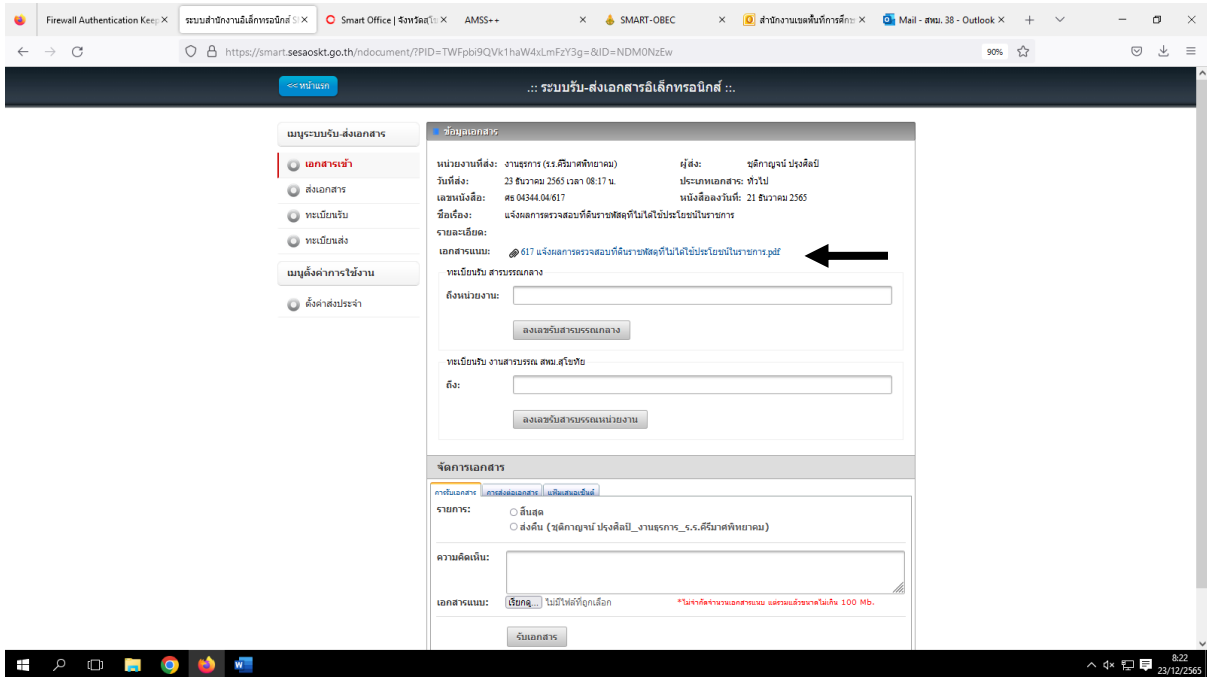 Firewall Authentication Keep
ระบบสำนักงานอิเล็กทรอนิกส์ S
Smart Office | จังหวัดสุโข
AMSS++
SMART-OBEC
สำนักงานเขตพื้นที่การศึกษ
Mail - สพม. 38 - Outlook
https://smart.sesaoskt.go.th/ndocument/?PID=TWFpbi9QVk1haW4xLmFzY3g=&ID=NDM0NzEw
90%
<<หน้าแรก
.:: ระบบรับ-ส่งเอกสารอิเล็กทรอนิกส์ ::.
เมนูระบบรับ-ส่งเอกสาร
เอกสารเข้า
ส่งเอกสาร
ทะเบียนรับ
ทะเบียนส่ง
เมนูตั้งค่าการใช้งาน
ตั้งค่าส่งประจำ
ข้อมูลเอกสาร
หน่วยงานที่ส่ง: งานธุรการ (ร.ร.คีรีมาศพิทยาคม) ผู้ส่ง: ชุติกาญจน์ ปรุงศิลป์
วันที่ส่ง: 23 ธันวาคม 2565 เวลา 08:17 น. ประเภทเอกสาร: ทั่วไป
เลขหนังสือ: ศธ 04344.04/617 หนังสือลงวันที่: 21 ธันวาคม 2565
ชื่อเรื่อง: แจ้งผลการตรวจสอบที่ดินราชพัสดุที่ไม่ได้ใช้ประโยชน์ในราชการ
รายละเอียด:
เอกสารแนบ: 617 แจ้งผลการตรวจสอบที่ดินราชพัสดุที่ไม่ได้ใช้ประโยชน์ในราชการ.pdf
ทะเบียนรับ สารบรรณกลาง
ถึงหน่วยงาน:
ลงเลขรับสารบรรณกลาง
ทะเบียนรับ งานสารบรรณ สพม.สุโขทัย
ถึง:
ลงเลขรับสารบรรณหน่วยงาน
จัดการเอกสาร
การรับเอกสาร การส่งต่อเอกสาร แฟ้มเสนอเซ็นต์
รายการ: สิ้นสุด
ส่งคืน (ชุติกาญจน์ ปรุงศิลป์_งานธุรการ_ร.ร.คีรีมาศพิทยาคม)
ความคิดเห็น:
เอกสารแนบ: เรียกดู... ไม่มีไฟล์ที่ถูกเลือก *ไม่จำกัดจำนวนเอกสารแนบ แต่รวมแล้วขนาดไม่เกิน 100 Mb.
รับเอกสาร
8:22
23/12/2565